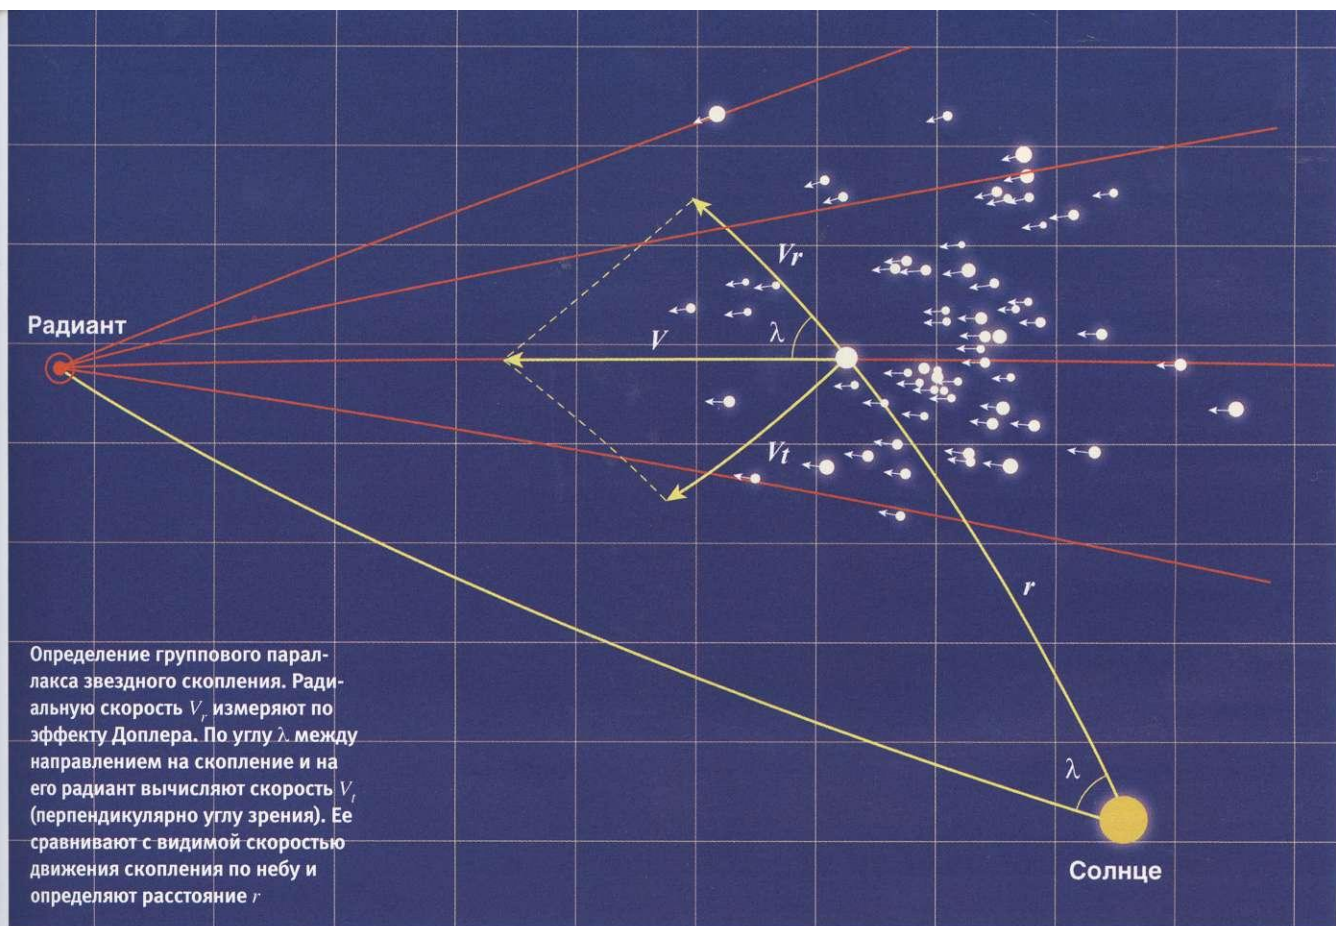 Радиант
V
λ
Vr
Vt
r
λ
Солнце
Определение группового парал-
лакса звездного скопления. Ради-
альную скорость Vr измеряют по
эффекту Доплера. По углу λ между
направлением на скопление и на
его радиант вычисляют скорость Vt
(перпендикулярно углу зрения). Ее
сравнивают с видимой скоростью
движения скопления по небу и
определяют расстояние r